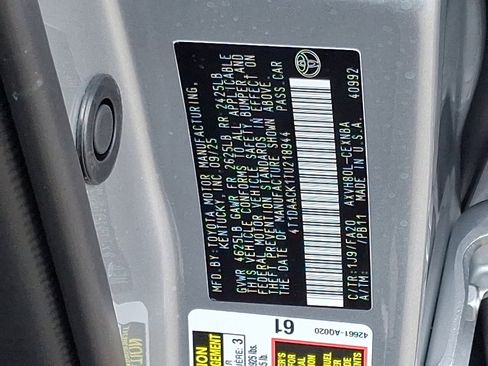 MFD.BY: TOYOTA MOTOR MANUFACTURING,
KENTUCKY, INC. 09/25
GVWR 4625LB GAWR FR 2625LB RR 2425LB
THIS VEHICLE CONFORMS TO ALL APPLICABLE
FEDERAL MOTOR VEHICLE SAFETY, BUMPER, AND
THEFT PREVENTION STANDARDS IN EFFECT ON
THE DATE OF MANUFACTURE SHOWN ABOVE.
4T1DAACK1TU218944 PASS CAR
C/TR: 1J9/FA20 AXVH80L-CEXNBA
A/TM: /PB11 MADE IN U.S.A. 40992
42661-AQ020
61